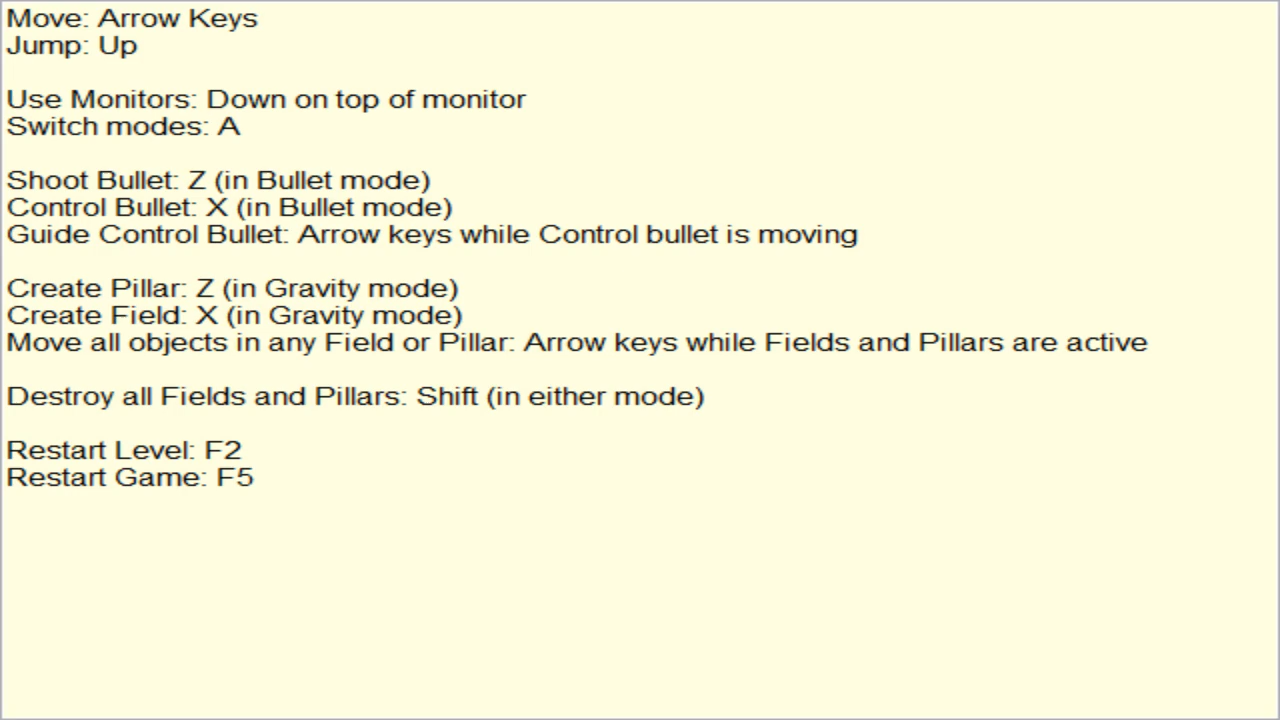 Move: Arrow Keys
Jump: Up
Use Monitors: Down on top of monitor
Switch modes: A
Shoot Bullet: Z (in Bullet mode)
Control Bullet: X (in Bullet mode)
Guide Control Bullet: Arrow keys while Control bullet is moving
Create Pillar: Z (in Gravity mode)
Create Field: X (in Gravity mode)
Move all objects in any Field or Pillar: Arrow keys while Fields and Pillars are active
Destroy all Fields and Pillars: Shift (in either mode)
Restart Level: F2
Restart Game: F5